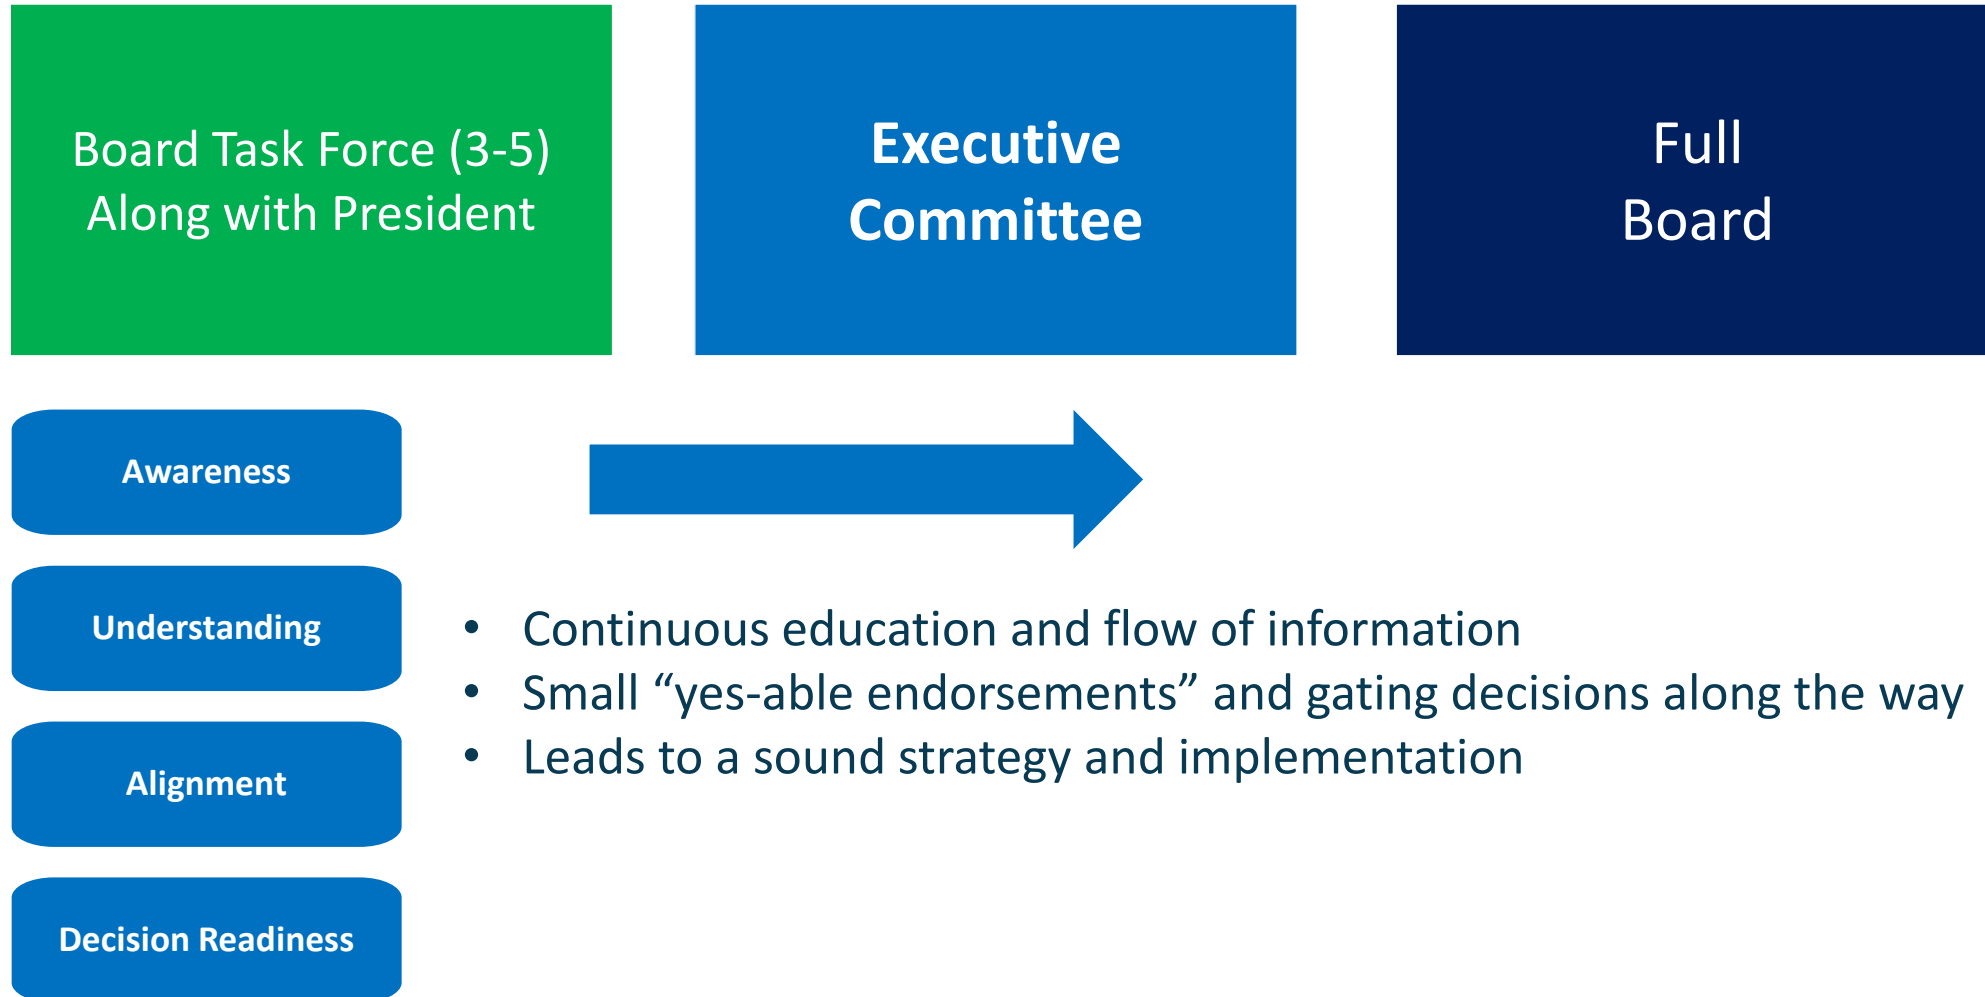 Board Task Force (3-5)
Along with President
Executive
Committee
Full
Board
Awareness
Understanding
Alignment
Decision Readiness
• Continuous education and flow of information
• Small “yes-able endorsements” and gating decisions along the way
• Leads to a sound strategy and implementation